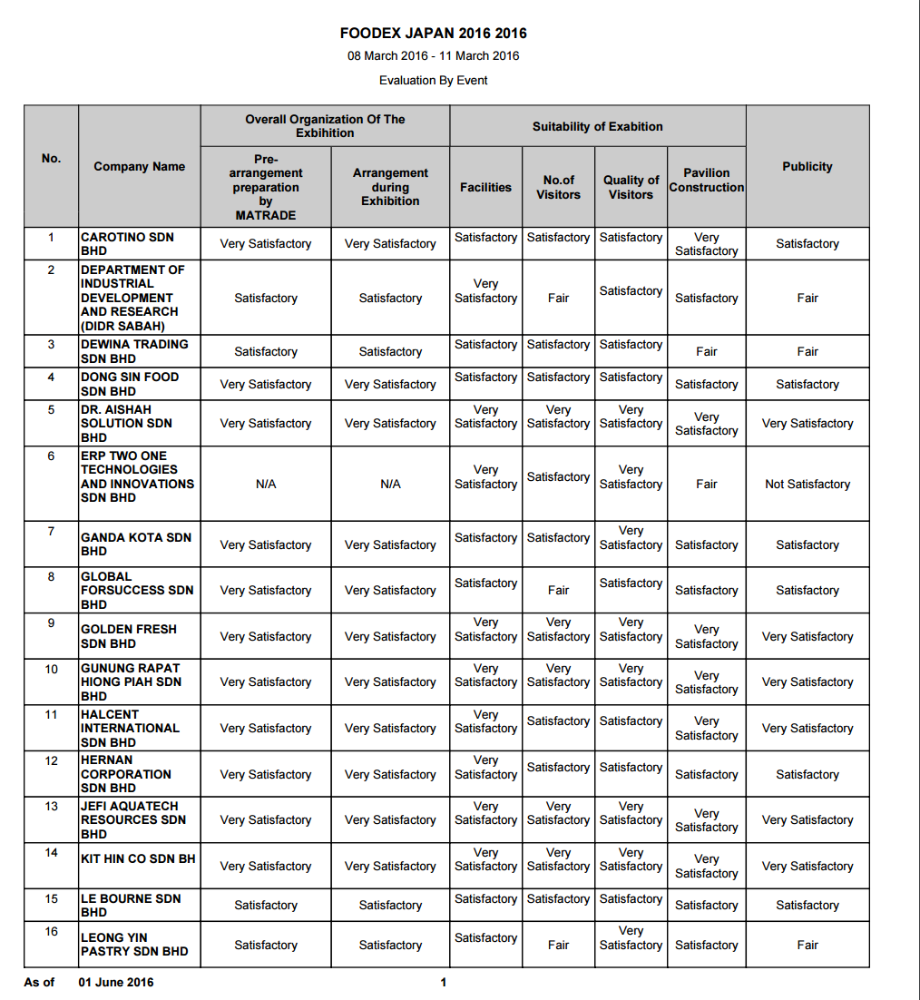 FOODEX JAPAN 2016 2016
08 March 2016 - 11 March 2016
Evaluation By Event
No.
Company Name
Overall Organization Of The
Exbihition
Suitability of Exabition
Publicity
Pre-
arrangement
preparation
by
MATRADE
Arrangement
during
Exhibition
Facilities
No.of
Visitors
Quality of
Visitors
Pavilion
Construction
1
CAROTINO SDN
BHD
Very Satisfactory
Very Satisfactory
Satisfactory
Satisfactory
Satisfactory
Very
Satisfactory
Satisfactory
2
DEPARTMENT OF
INDUSTRIAL
DEVELOPMENT
AND RESEARCH
(DIDR SABAH)
Satisfactory
Satisfactory
Very
Satisfactory
Fair
Satisfactory
Satisfactory
Fair
3
DEWINA TRADING
SDN BHD
Satisfactory
Satisfactory
Satisfactory
Satisfactory
Satisfactory
Fair
Fair
4
DONG SIN FOOD
SDN BHD
Very Satisfactory
Very Satisfactory
Satisfactory
Satisfactory
Satisfactory
Satisfactory
Satisfactory
5
DR. AISHAH
SOLUTION SDN
BHD
Very Satisfactory
Very Satisfactory
Very
Satisfactory
Very
Satisfactory
Very
Satisfactory
Very
Satisfactory
Very Satisfactory
6
ERP TWO ONE
TECHNOLOGIES
AND INNOVATIONS
SDN BHD
N/A
N/A
Very
Satisfactory
Satisfactory
Very
Satisfactory
Fair
Not Satisfactory
7
GANDA KOTA SDN
BHD
Very Satisfactory
Very Satisfactory
Satisfactory
Satisfactory
Very
Satisfactory
Satisfactory
Satisfactory
8
GLOBAL
FORSUCCESS SDN
BHD
Very Satisfactory
Very Satisfactory
Satisfactory
Fair
Satisfactory
Satisfactory
Satisfactory
9
GOLDEN FRESH
SDN BHD
Very Satisfactory
Very Satisfactory
Very
Satisfactory
Very
Satisfactory
Very
Satisfactory
Very
Satisfactory
Very Satisfactory
10
GUNUNG RAPAT
HIONG PIAH SDN
BHD
Very Satisfactory
Very Satisfactory
Very
Satisfactory
Very
Satisfactory
Very
Satisfactory
Very
Satisfactory
Very Satisfactory
11
HALCENT
INTERNATIONAL
SDN BHD
Very Satisfactory
Very Satisfactory
Very
Satisfactory
Satisfactory
Satisfactory
Very
Satisfactory
Very Satisfactory
12
HERNAN
CORPORATION
SDN BHD
Very Satisfactory
Very Satisfactory
Very
Satisfactory
Satisfactory
Satisfactory
Satisfactory
Satisfactory
13
JEFI AQUATECH
RESOURCES SDN
BHD
Very Satisfactory
Very Satisfactory
Very
Satisfactory
Very
Satisfactory
Very
Satisfactory
Very
Satisfactory
Very Satisfactory
14
KIT HIN CO SDN BH
Very Satisfactory
Very Satisfactory
Very
Satisfactory
Very
Satisfactory
Very
Satisfactory
Very
Satisfactory
Very Satisfactory
15
LE BOURNE SDN
BHD
Satisfactory
Satisfactory
Satisfactory
Satisfactory
Satisfactory
Satisfactory
Satisfactory
16
LEONG YIN
PASTRY SDN BHD
Satisfactory
Satisfactory
Satisfactory
Fair
Very
Satisfactory
Satisfactory
Fair
As of 01 June 2016 1